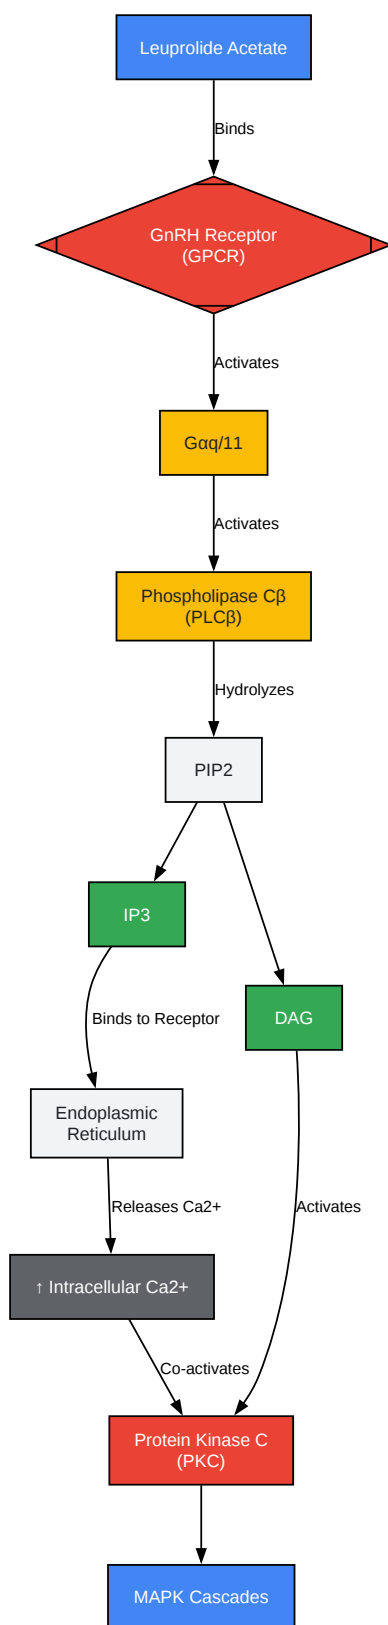 Leuprolide Acetate
Binds
GnRH Receptor
(GPCR)
Activates
Gαq/11
Activates
Phospholipase Cβ
(PLCβ)
Hydrolyzes
PIP2
IP3
DAG
Binds to Receptor
Endoplasmic
Reticulum
Releases Ca2+
Activates
↑ Intracellular Ca2+
Co-activates
Protein Kinase C
(PKC)
MAPK Cascades